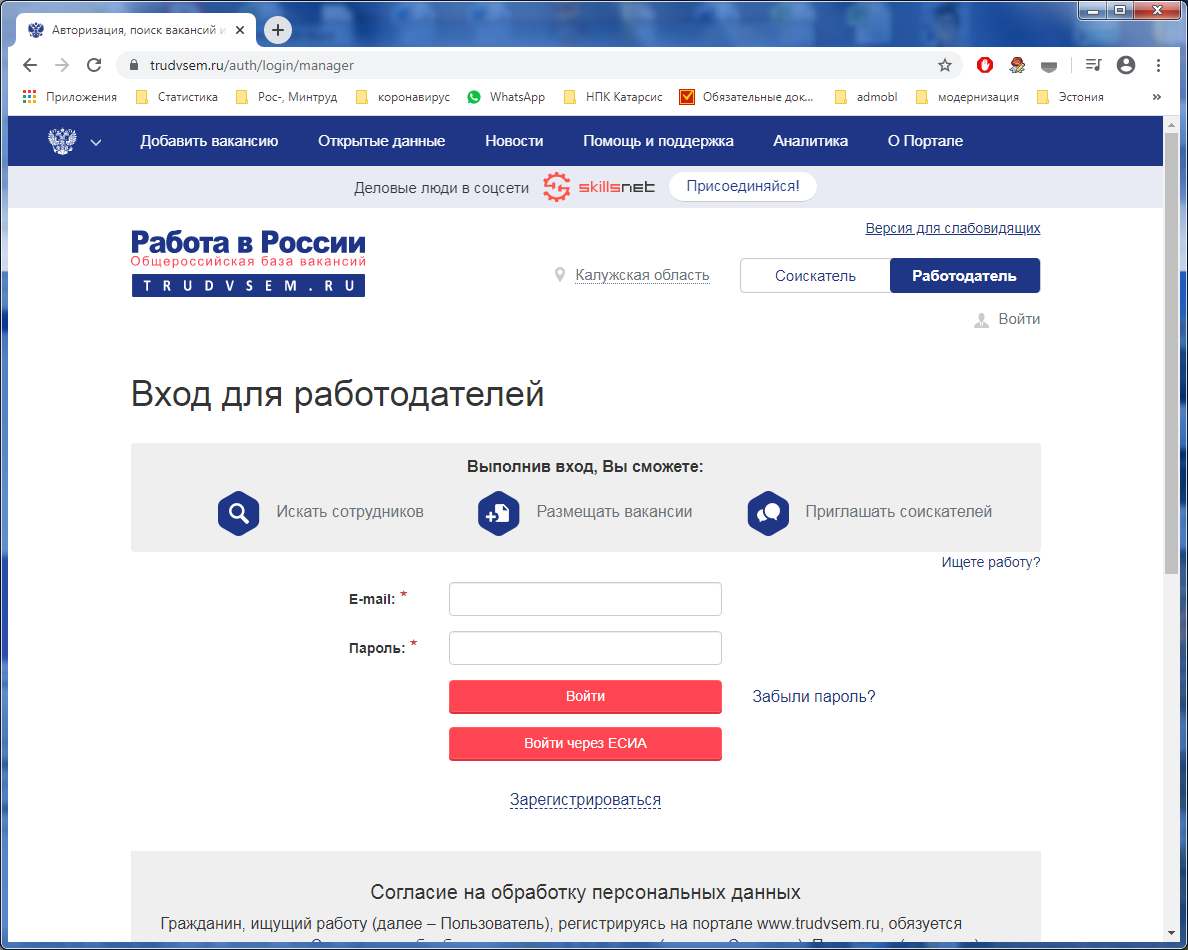 Авторизация, поиск вакансий и
trudvsem.ru/auth/login/manager
Приложения Статистика Рос-, Минтруд коронавирус WhatsApp НПК Катарсис Обязательные док... admobl модернизация Эстония »
Добавить вакансию Открытые данные Новости Помощь и поддержка Аналитика О Портале
Деловые люди в соцсети skillsnet Присоединяйся!
Версия для слабовидящих
Работа в России
Общероссийская база вакансий
TRUDVSEM.RU
Калужская область Соискатель Работодатель
Войти
Вход для работодателей
Выполнив вход, Вы сможете:
Искать сотрудников Размещать вакансии Приглашать соискателей
Ищете работу?
E-mail: *
Пароль: *
Войти Забыли пароль?
Войти через ЕСИА
Зарегистрироваться
Согласие на обработку персональных данных
Гражданин, ищущий работу (далее – Пользователь), регистрируясь на портале www.trudvsem.ru, обязуется